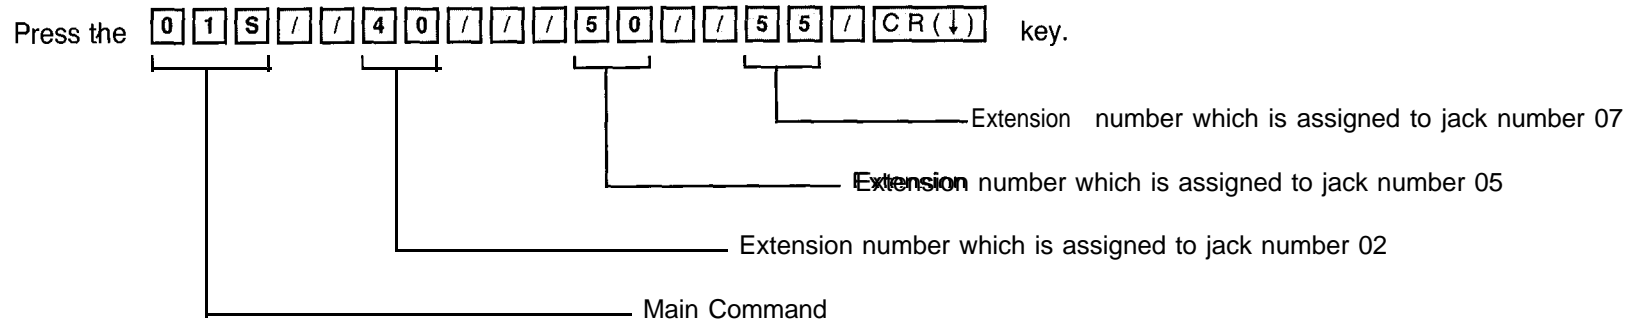 Press the 0 1 S / / 4 0 / / / 5 0 / / 5 5 / CR(↓) key.
Extension number which is assigned to jack number 07
Extension number which is assigned to jack number 05
Extension number which is assigned to jack number 02
Main Command